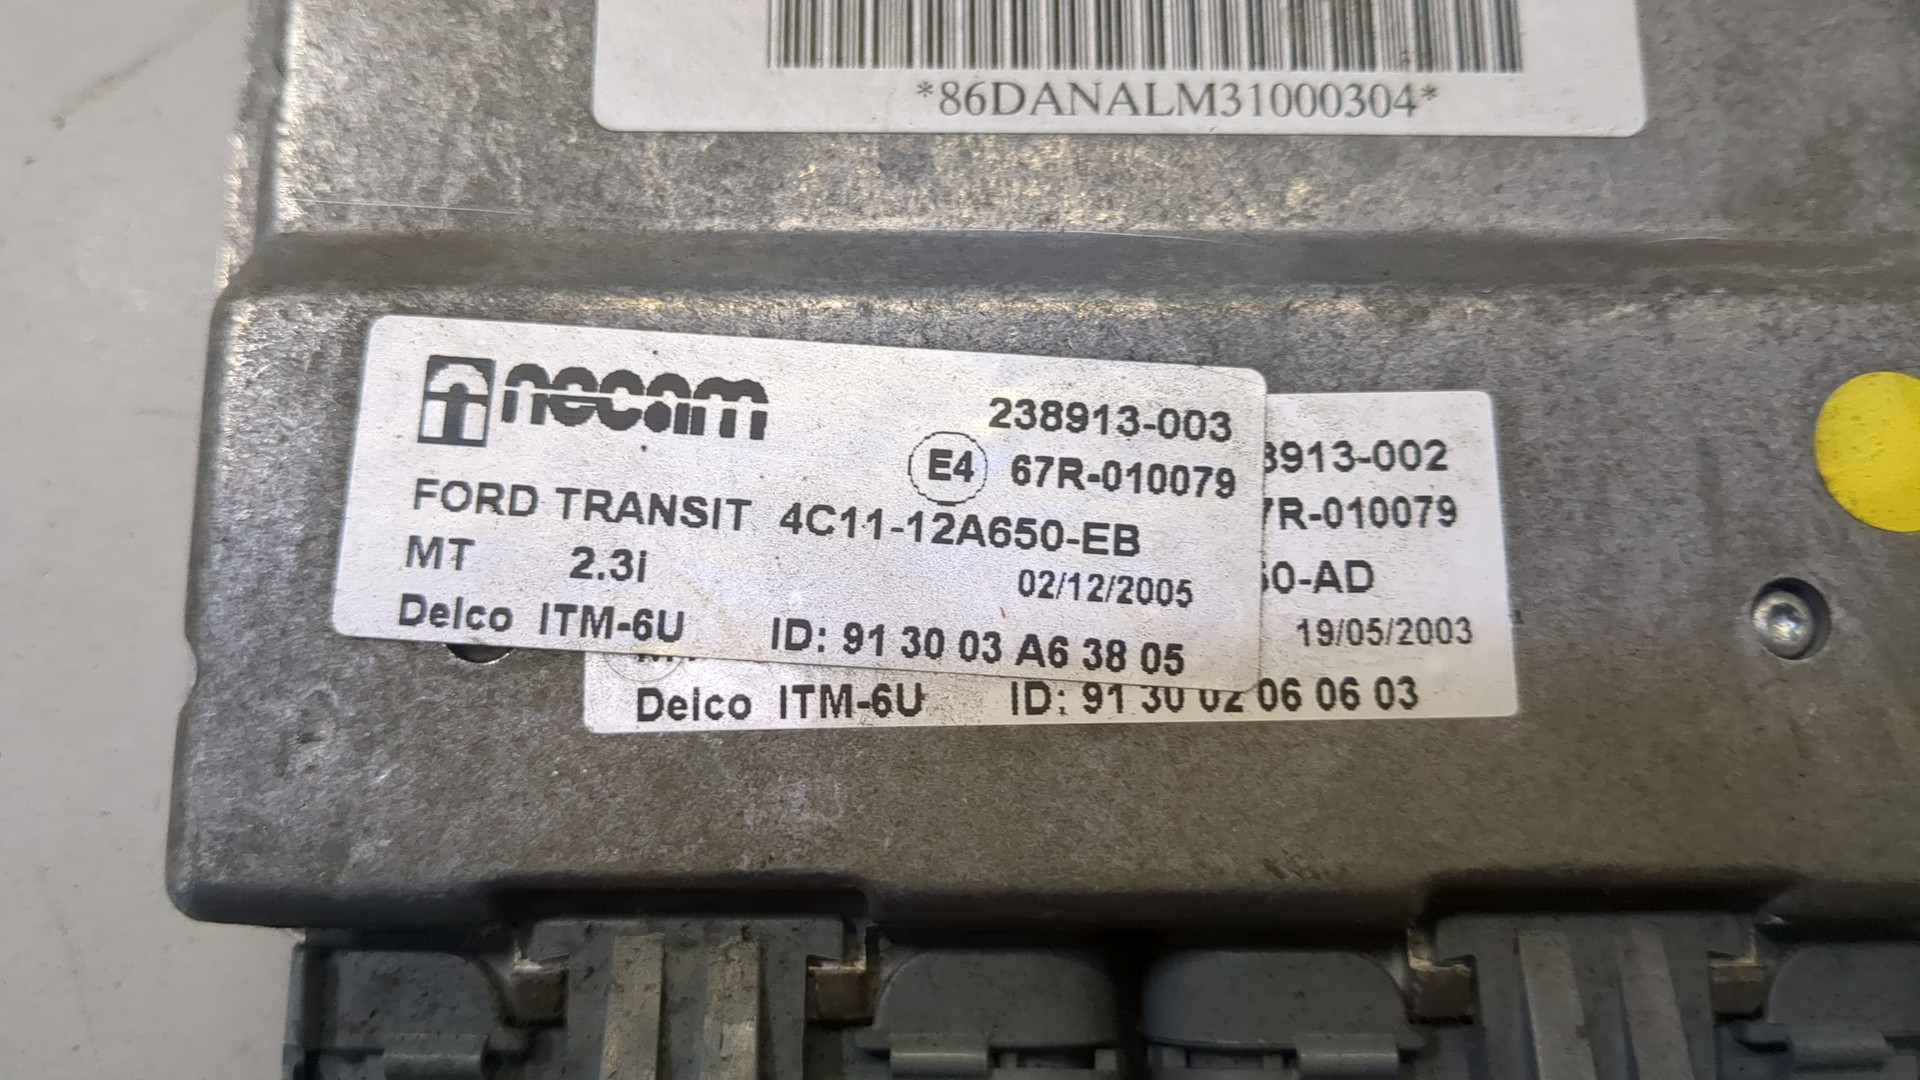 *86DANALM31000304*
necam
238913-003
E4 67R-010079
FORD TRANSIT 4C11-12A650-EB
MT 2.3i
02/12/2005
Delco ITM-6U ID: 91 30 03 A6 38 05
8913-002
7R-010079
50-AD
19/05/2003
Delco ITM-6U ID: 91 30 02 06 06 03